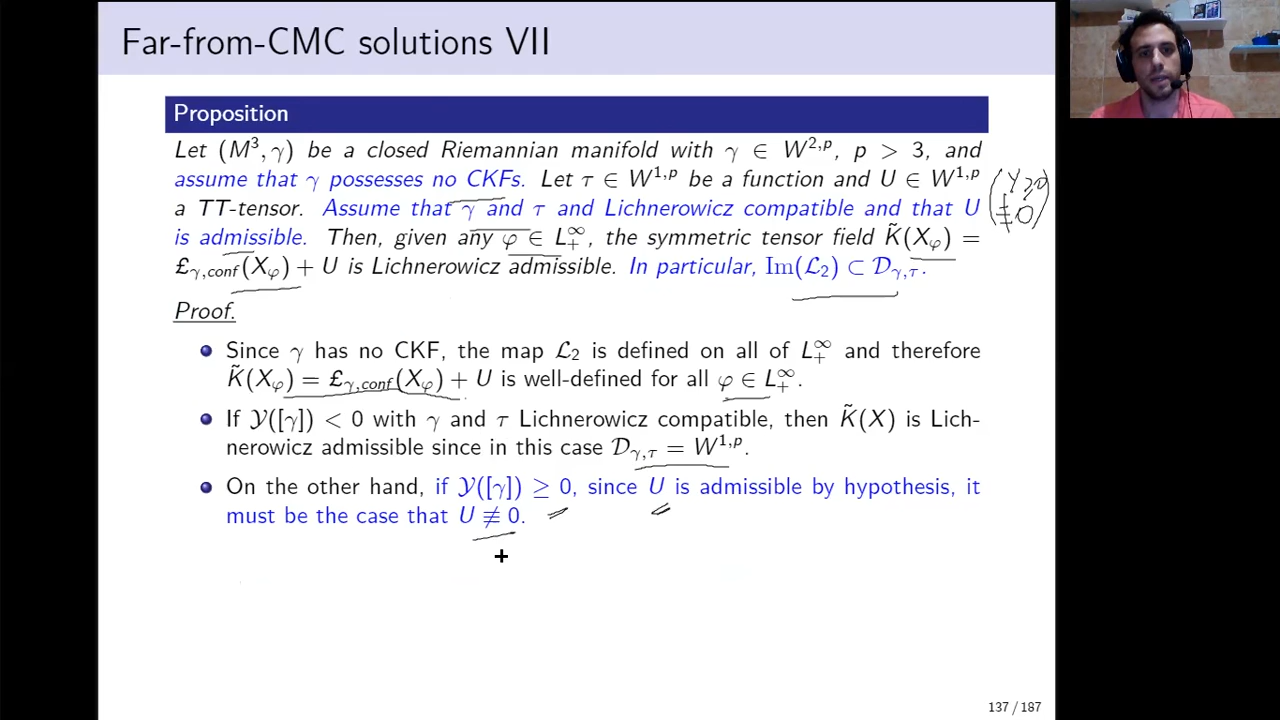 Far-from-CMC solutions VII
Proposition
Let (M³, γ) be a closed Riemannian manifold with γ ∈ W^{2,p}, p > 3, and
assume that γ possesses no CKFs. Let τ ∈ W^{1,p} be a function and U ∈ W^{1,p}
a TT-tensor. Assume that γ and τ and Lichnerowicz compatible and that U
is admissible. Then, given any φ ∈ L^∞_+, the symmetric tensor field K̃(X_φ) =
£_{γ,conf}(X_φ) + U is Lichnerowicz admissible. In particular, Im(ℒ₂) ⊂ 𝒟_{γ,τ}.
(Y ≥ 0
≢ 0)
Proof.
Since γ has no CKF, the map ℒ₂ is defined on all of L^∞_+ and therefore
K̃(X_φ) = £_{γ,conf}(X_φ) + U is well-defined for all φ ∈ L^∞_+.
If 𝒴([γ]) < 0 with γ and τ Lichnerowicz compatible, then K̃(X) is Lich-
nerowicz admissible since in this case 𝒟_{γ,τ} = W^{1,p}.
On the other hand, if 𝒴([γ]) ≥ 0, since U is admissible by hypothesis, it
must be the case that U ≢ 0.
137 / 187